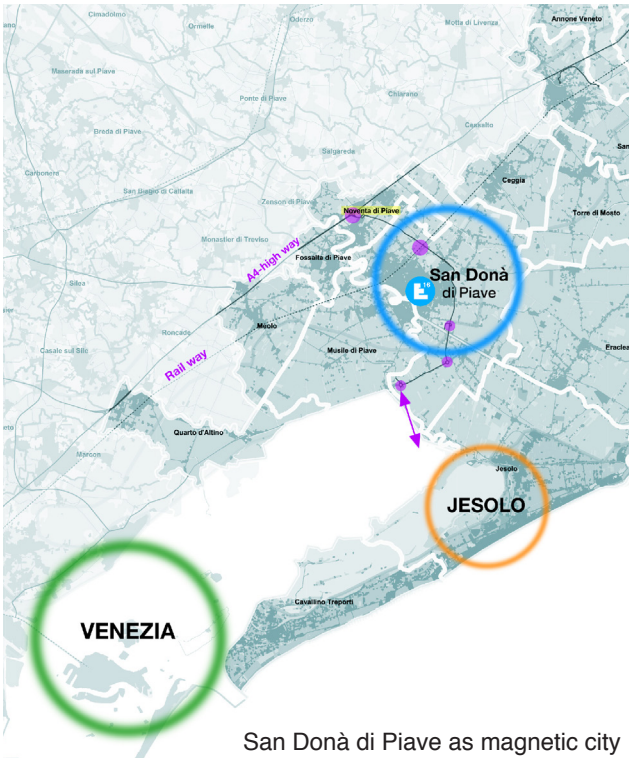 Cimadolmo
Oderzo
Motta di Livenza
Annone Veneto
Ormelle
Maserada sul Piave
Ponte di Piave
Chiarano
Cessalto
Breda di Piave
Salgareda
San
Carbonera
Ceggia
San Biagio di Callalta
Zenson di Piave
Noventa di Piave
Torre di Mosto
Monastier di Treviso
A4-high way
Fossalta di Piave
San Donà
di Piave
E 16
Silea
Roncade
Meolo
Rail way
Musile di Piave
Eraclea
Casale sul Sile
Quarto d'Altino
Marcon
Jesolo
JESOLO
Cavallino Treporti
VENEZIA
San Donà di Piave as magnetic city